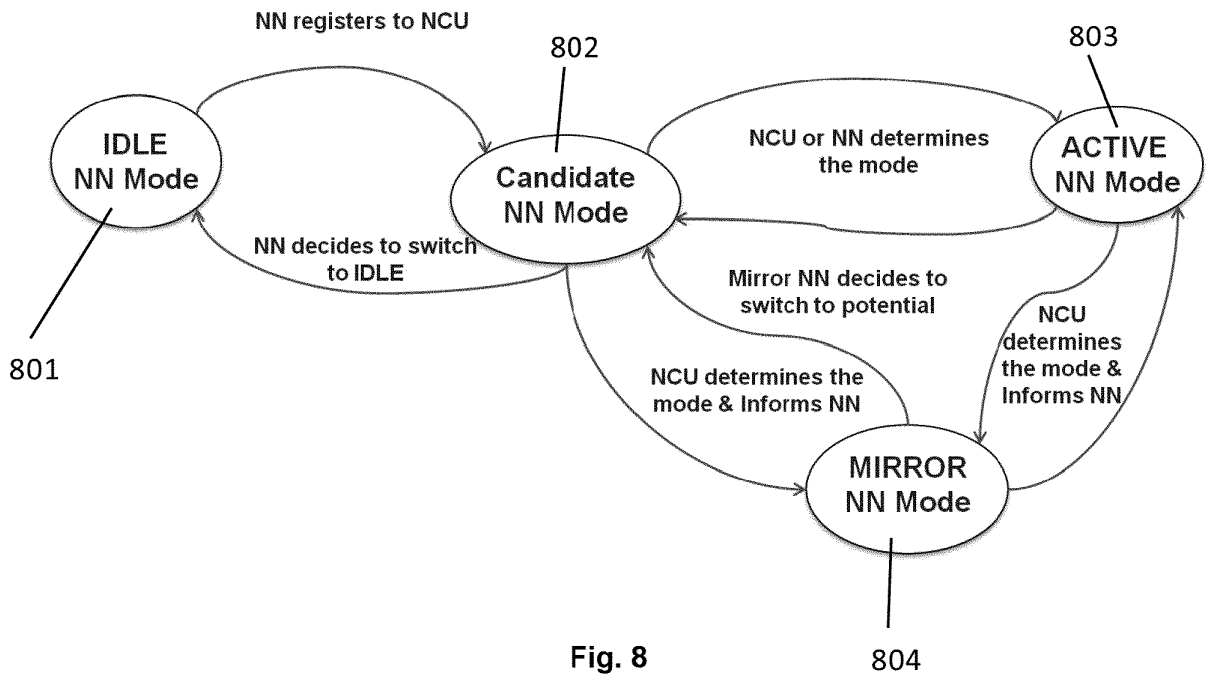 NN registers to NCU
802
803
IDLE
NN Mode
Candidate
NN Mode
NCU or NN determines
the mode
ACTIVE
NN Mode
NN decides to switch
to IDLE
Mirror NN decides to
switch to potential
NCU
determines
the mode &
Informs NN
801
NCU determines the
mode & Informs NN
MIRROR
NN Mode
Fig. 8
804